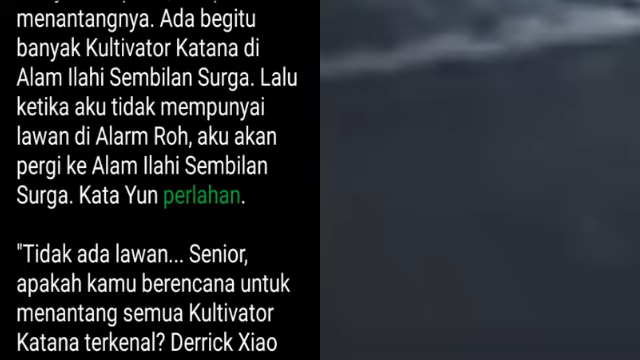 menantangnya. Ada begitu
banyak Kultivator Katana di
Alam Ilahi Sembilan Surga. Lalu
ketika aku tidak mempunyai
lawan di Alarm Roh, aku akan
pergi ke Alam Ilahi Sembilan
Surga. Kata Yun perlahan.
"Tidak ada lawan... Senior,
apakah kamu berencana untuk
menantang semua Kultivator
Katana terkenal? Derrick Xiao